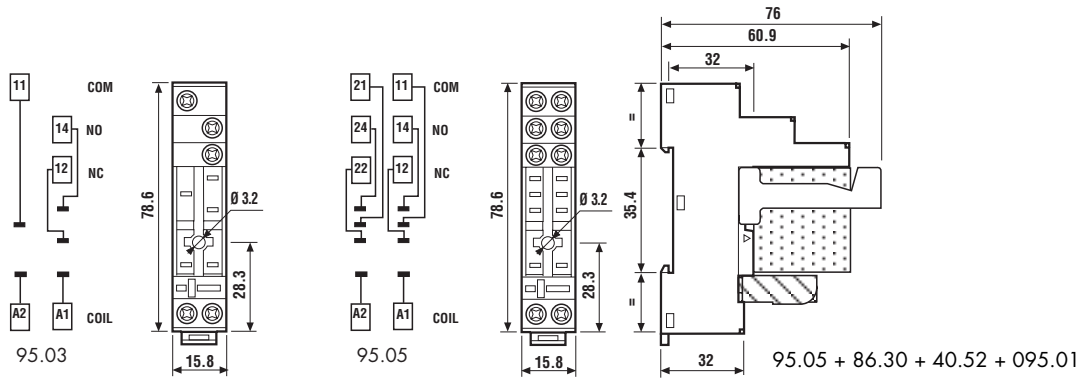 76
60.9
32
11 COM
14 NO
12 NC
78.6
Ø 3.2
28.3
A2 A1 COIL
95.03
15.8
21 11 COM
24 14 NO
22 12 NC
78.6
Ø 3.2
28.3
A2 A1 COIL
95.05
15.8
=
35.4
=
32
95.05 + 86.30 + 40.52 + 095.01